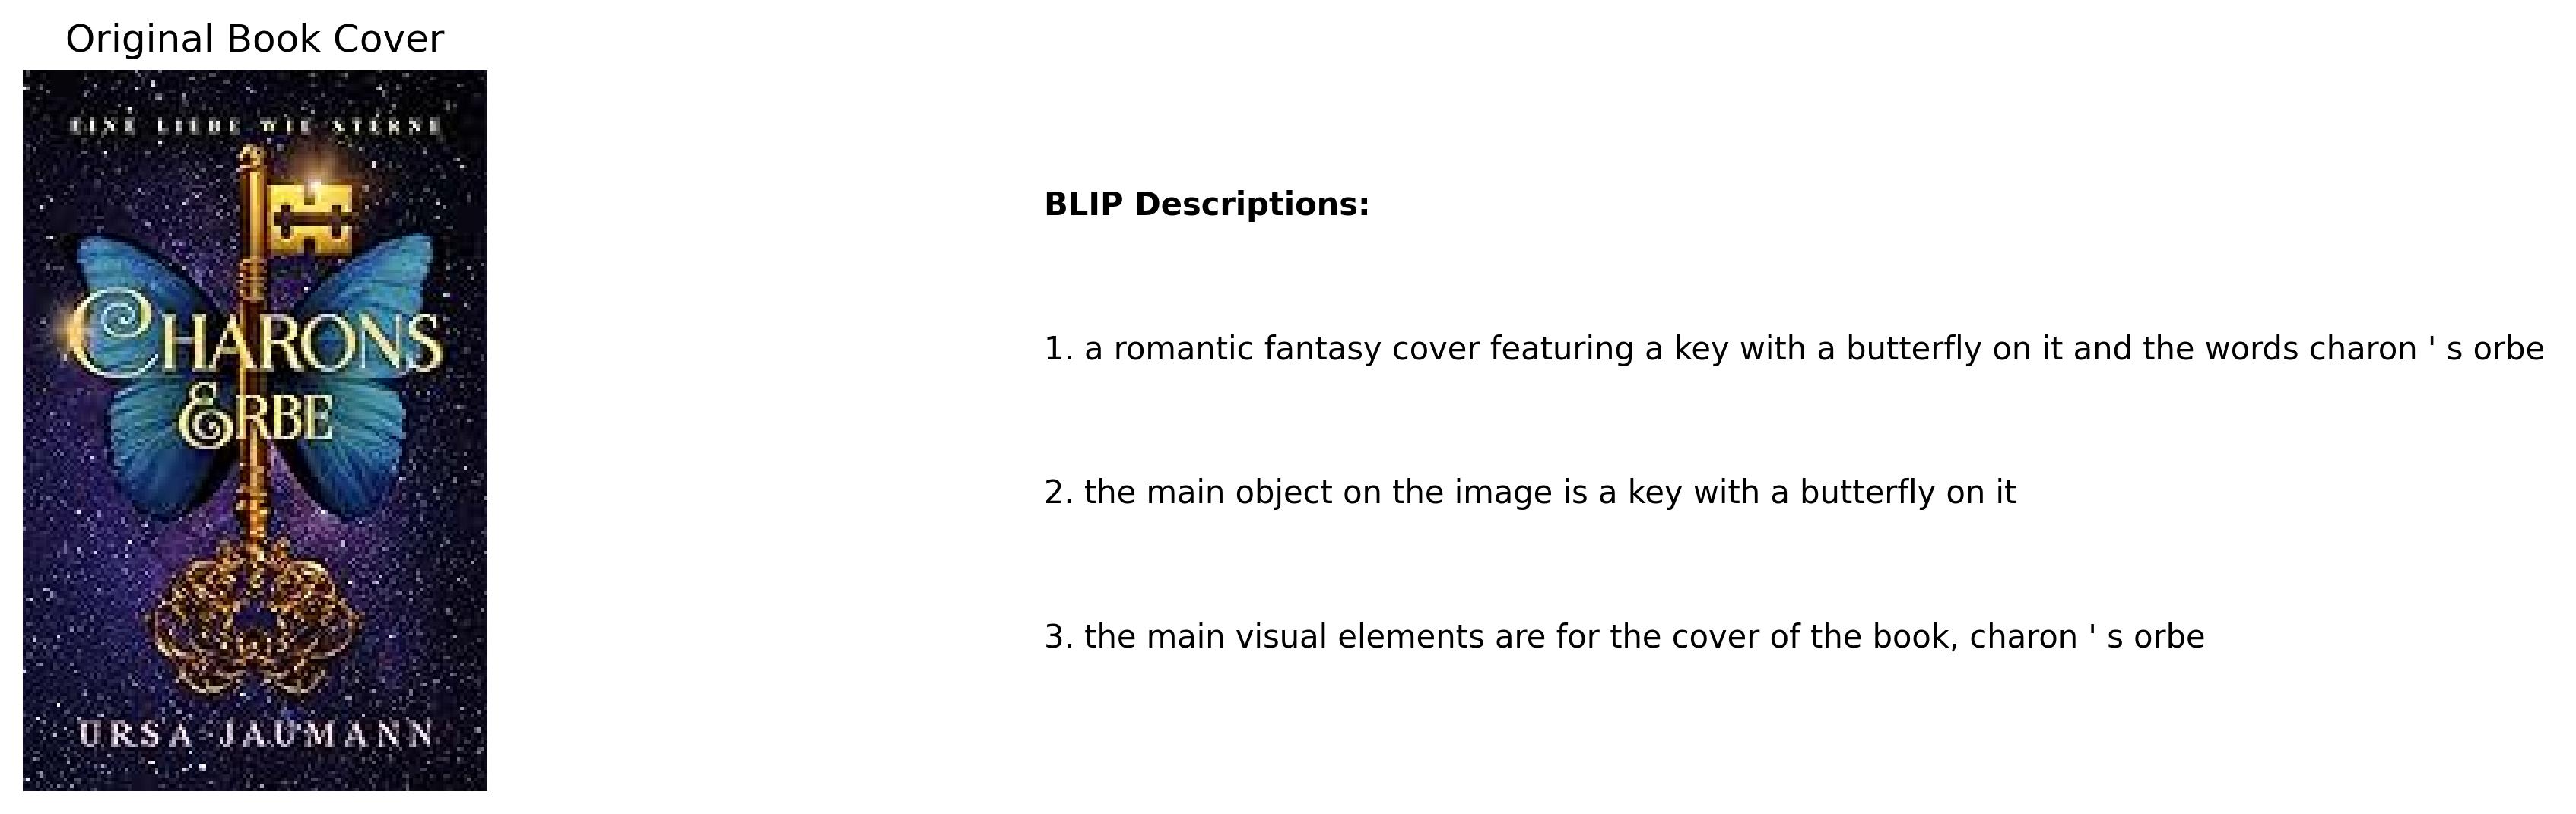 Original Book Cover
EINE LIEBE WIE STERNE
CHARONS
ERBE
URSA JAUMANN
BLIP Descriptions:
1. a romantic fantasy cover featuring a key with a butterfly on it and the words charon ' s orbe
2. the main object on the image is a key with a butterfly on it
3. the main visual elements are for the cover of the book, charon ' s orbe